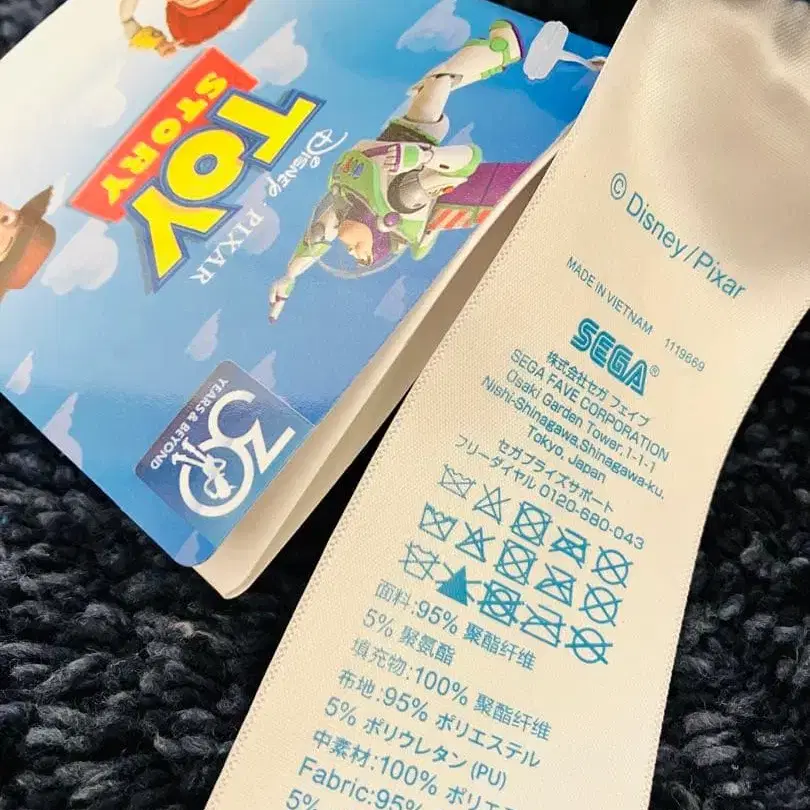 DISNEY · PIXAR
TOY
STORY
30
YEARS & BEYOND
© Disney/Pixar
MADE IN VIETNAM 1119669
SEGA®
株式会社セガ フェイブ
SEGA FAVE CORPORATION
Osaki Garden Tower,1-1-1
Nishi-Shinagawa,Shinagawa-ku.
Tokyo, Japan
セガプライズサポート
フリーダイヤル 0120-680-043
面料:95% 聚酯纤维
5% 聚氨酯
填充物:100% 聚酯纤维
布地:95% ポリエステル
5% ポリウレタン (PU)
中素材:100% ポリエ
Fabric:95%
5%